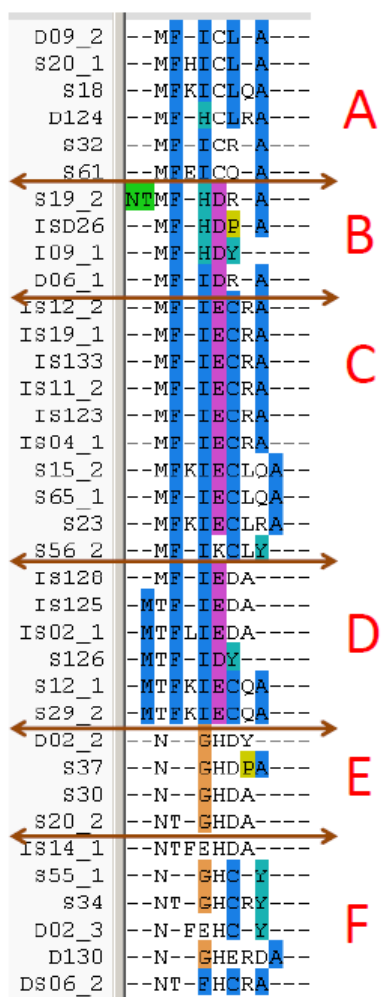 D09_2 --MF-ICL-A---
S20_1 --MFHICL-A---
S18 --MFKICLQA---
D124 --MF-HCLRA---
A
S32 --MF-ICR-A---
S61 --MFEICQ-A---
S19_2 NTMF-HDR-A---
ISD26 --MF-HDP-A---
B
I09_1 --MF-HDY-----
D06_1 --MF-IDR-A---
IS12_2 --MF-IECRA---
IS19_1 --MF-IECRA---
IS133 --MF-IECRA---
C
IS11_2 --MF-IECRA---
IS123 --MF-IECRA---
IS04_1 --MF-IECRA---
S15_2 --MFKIECLQA--
S65_1 --MF-IECLQA--
S23 --MFKIECLRA--
S56_2 --MF-IKCLY---
IS128 --MF-IEDA----
IS125 -MTF-IEDA----
D
IS02_1 -MTFLIEDA----
S126 -MTF-IDY-----
S12_1 -MTFKIECQA---
S29_2 -MTFKIECQA---
D02_2 --N--GHDY----
S37 --N--GHDPA---
E
S30 --N--GHDA----
S20_2 --NT-GHDA----
IS14_1 --NTFEHDA----
S55_1 --N--GHC-Y---
S34 --NT-GHCRY---
F
D02_3 --N-FEHC-Y---
D130 --N--GHERDA--
DS06_2 --NT-FHCRA---